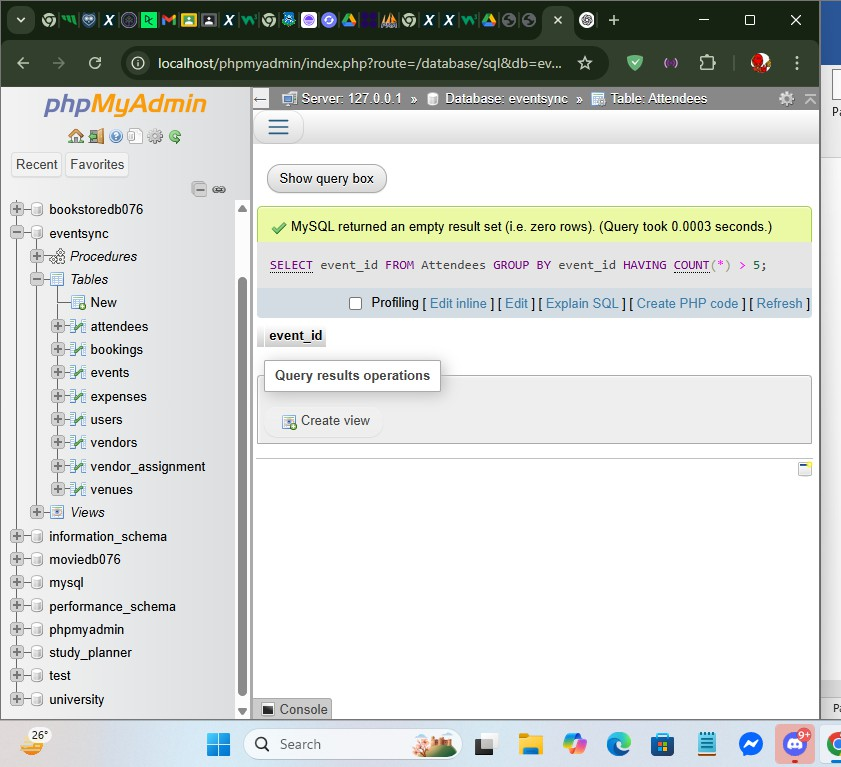 localhost/phpmyadmin/index.php?route=/database/sql&db=ev...
phpMyAdmin
Recent
Favorites
bookstoredb076
eventsync
Procedures
Tables
New
attendees
bookings
events
expenses
users
vendors
vendor_assignment
venues
Views
information_schema
moviedb076
mysql
performance_schema
phpmyadmin
study_planner
test
university
Server: 127.0.0.1 » Database: eventsync » Table: Attendees
Show query box
MySQL returned an empty result set (i.e. zero rows). (Query took 0.0003 seconds.)
SELECT event_id FROM Attendees GROUP BY event_id HAVING COUNT(*) > 5;
Profiling [ Edit inline ] [ Edit ] [ Explain SQL ] [ Create PHP code ] [ Refresh ]
event_id
Query results operations
Create view
Console
26°
Search
9+